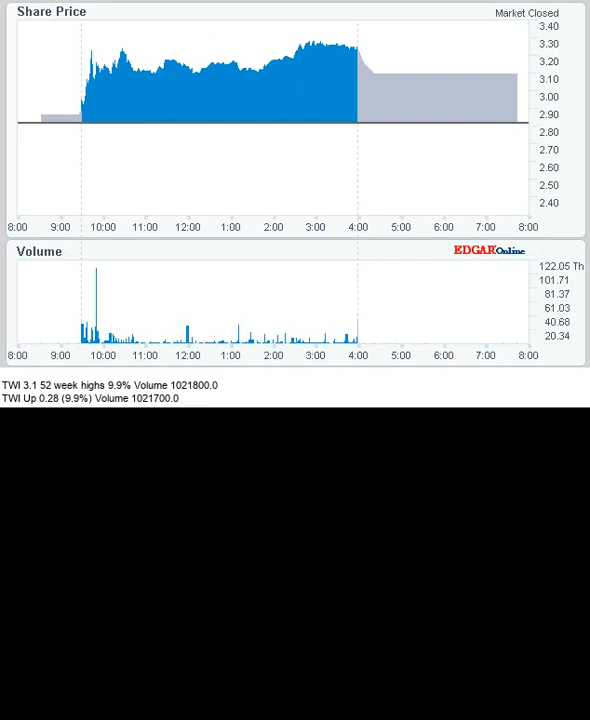 Share Price
Market Closed
3.40
3.30
3.20
3.10
3.00
2.90
2.80
2.70
2.60
2.50
2.40
8:00 9:00 10:00 11:00 12:00 1:00 2:00 3:00 4:00 5:00 6:00 7:00 8:00
Volume
EDGAR Online
122.05 Th
101.71
81.37
61.03
40.68
20.34
8:00 9:00 10:00 11:00 12:00 1:00 2:00 3:00 4:00 5:00 6:00 7:00 8:00
TWI 3.1 52 week highs 9.9% Volume 1021800.0
TWI Up 0.28 (9.9%) Volume 1021700.0